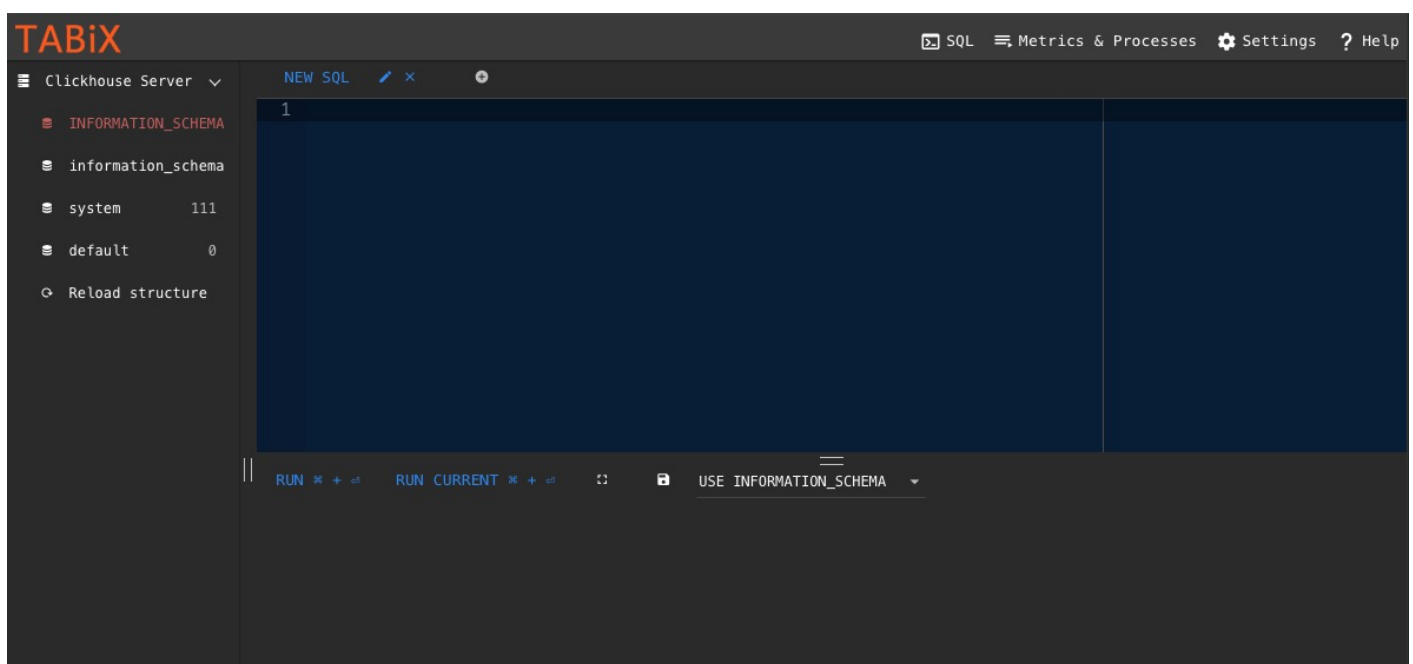 TABiX
SQL Metrics & Processes Settings ? Help
Clickhouse Server
NEW SQL
1
INFORMATION_SCHEMA
information_schema
system 111
default 0
Reload structure
RUN ⌘ + ⏎ RUN CURRENT ⌘ + ⏎ USE INFORMATION_SCHEMA